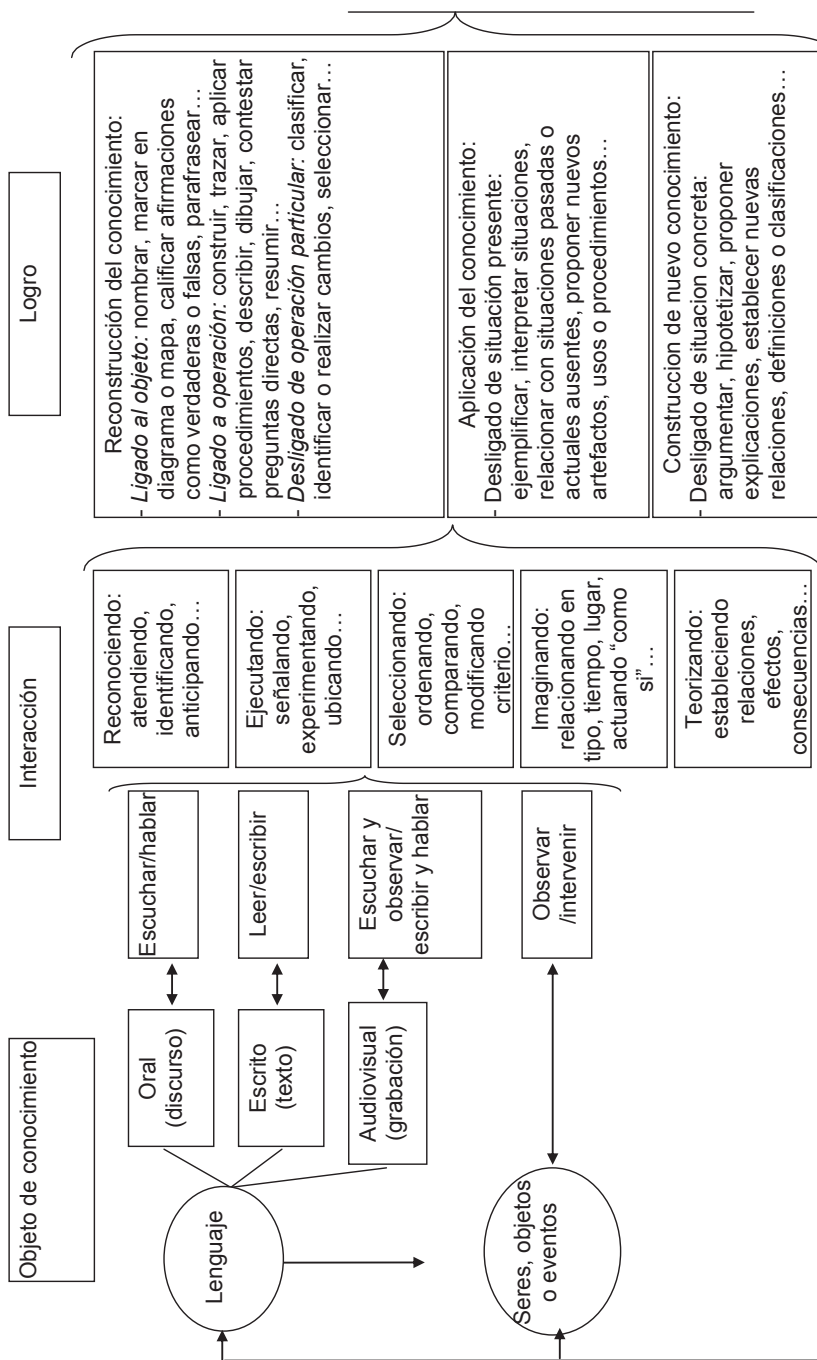 Objeto de conocimiento
Interacción
Logro
Lenguaje
Seres, objetos
o eventos
Oral
(discurso)
Escrito
(texto)
Audiovisual
(grabación)
Escuchar/hablar
Leer/escribir
Escuchar y
observar/
escribir y hablar
Observar
/intervenir
Reconociendo:
atendiendo,
identificando,
anticipando…
Ejecutando:
señalando,
experimentando,
ubicando…
Seleccionando:
ordenando,
comparando,
modificando
criterio…
Imaginando:
relacionando en
tipo, tiempo, lugar,
actuando “como
si”…
Teorizando:
estableciendo
relaciones,
efectos,
consecuencias…
Reconstrucción del conocimiento:
- Ligado al objeto: nombrar, marcar en
diagrama o mapa, calificar afirmaciones
como verdaderas o falsas, parafrasear…
- Ligado a operación: construir, trazar, aplicar
procedimientos, describir, dibujar, contestar
preguntas directas, resumir…
- Desligado de operación particular: clasificar,
identificar o realizar cambios, seleccionar…
Aplicación del conocimiento:
- Desligado de situación presente:
ejemplificar, interpretar situaciones,
relacionar con situaciones pasadas o
actuales ausentes, proponer nuevos
artefactos, usos o procedimientos…
Construccion de nuevo conocimiento:
- Desligado de situacion concreta:
argumentar, hipotetizar, proponer
explicaciones, establecer nuevas
relaciones, definiciones o clasificaciones…